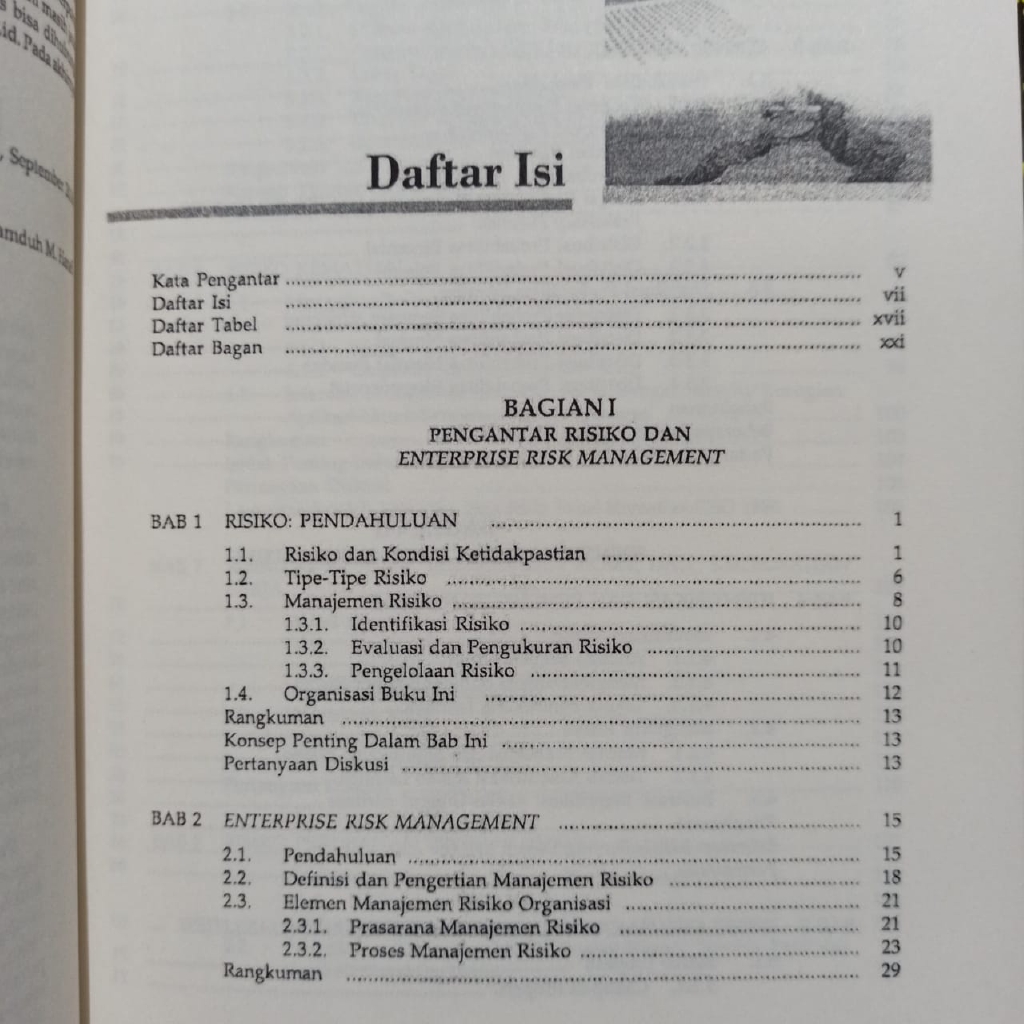 September
Daftar Isi
Kata Pengantar ........ v
Daftar Isi ........ vii
Daftar Tabel ........ xvii
Daftar Bagan ........ xxi
BAGIAN I
PENGANTAR RISIKO DAN
ENTERPRISE RISK MANAGEMENT
BAB 1 RISIKO: PENDAHULUAN ........ 1
1.1. Risiko dan Kondisi Ketidakpastian ........ 1
1.2. Tipe-Tipe Risiko ........ 6
1.3. Manajemen Risiko ........ 8
1.3.1. Identifikasi Risiko ........ 10
1.3.2. Evaluasi dan Pengukuran Risiko ........ 10
1.3.3. Pengelolaan Risiko ........ 11
1.4. Organisasi Buku Ini ........ 12
Rangkuman ........ 13
Konsep Penting Dalam Bab Ini ........ 13
Pertanyaan Diskusi ........ 13
BAB 2 ENTERPRISE RISK MANAGEMENT ........ 15
2.1. Pendahuluan ........ 15
2.2. Definisi dan Pengertian Manajemen Risiko ........ 18
2.3. Elemen Manajemen Risiko Organisasi ........ 21
2.3.1. Prasarana Manajemen Risiko ........ 21
2.3.2. Proses Manajemen Risiko ........ 23
Rangkuman ........ 29